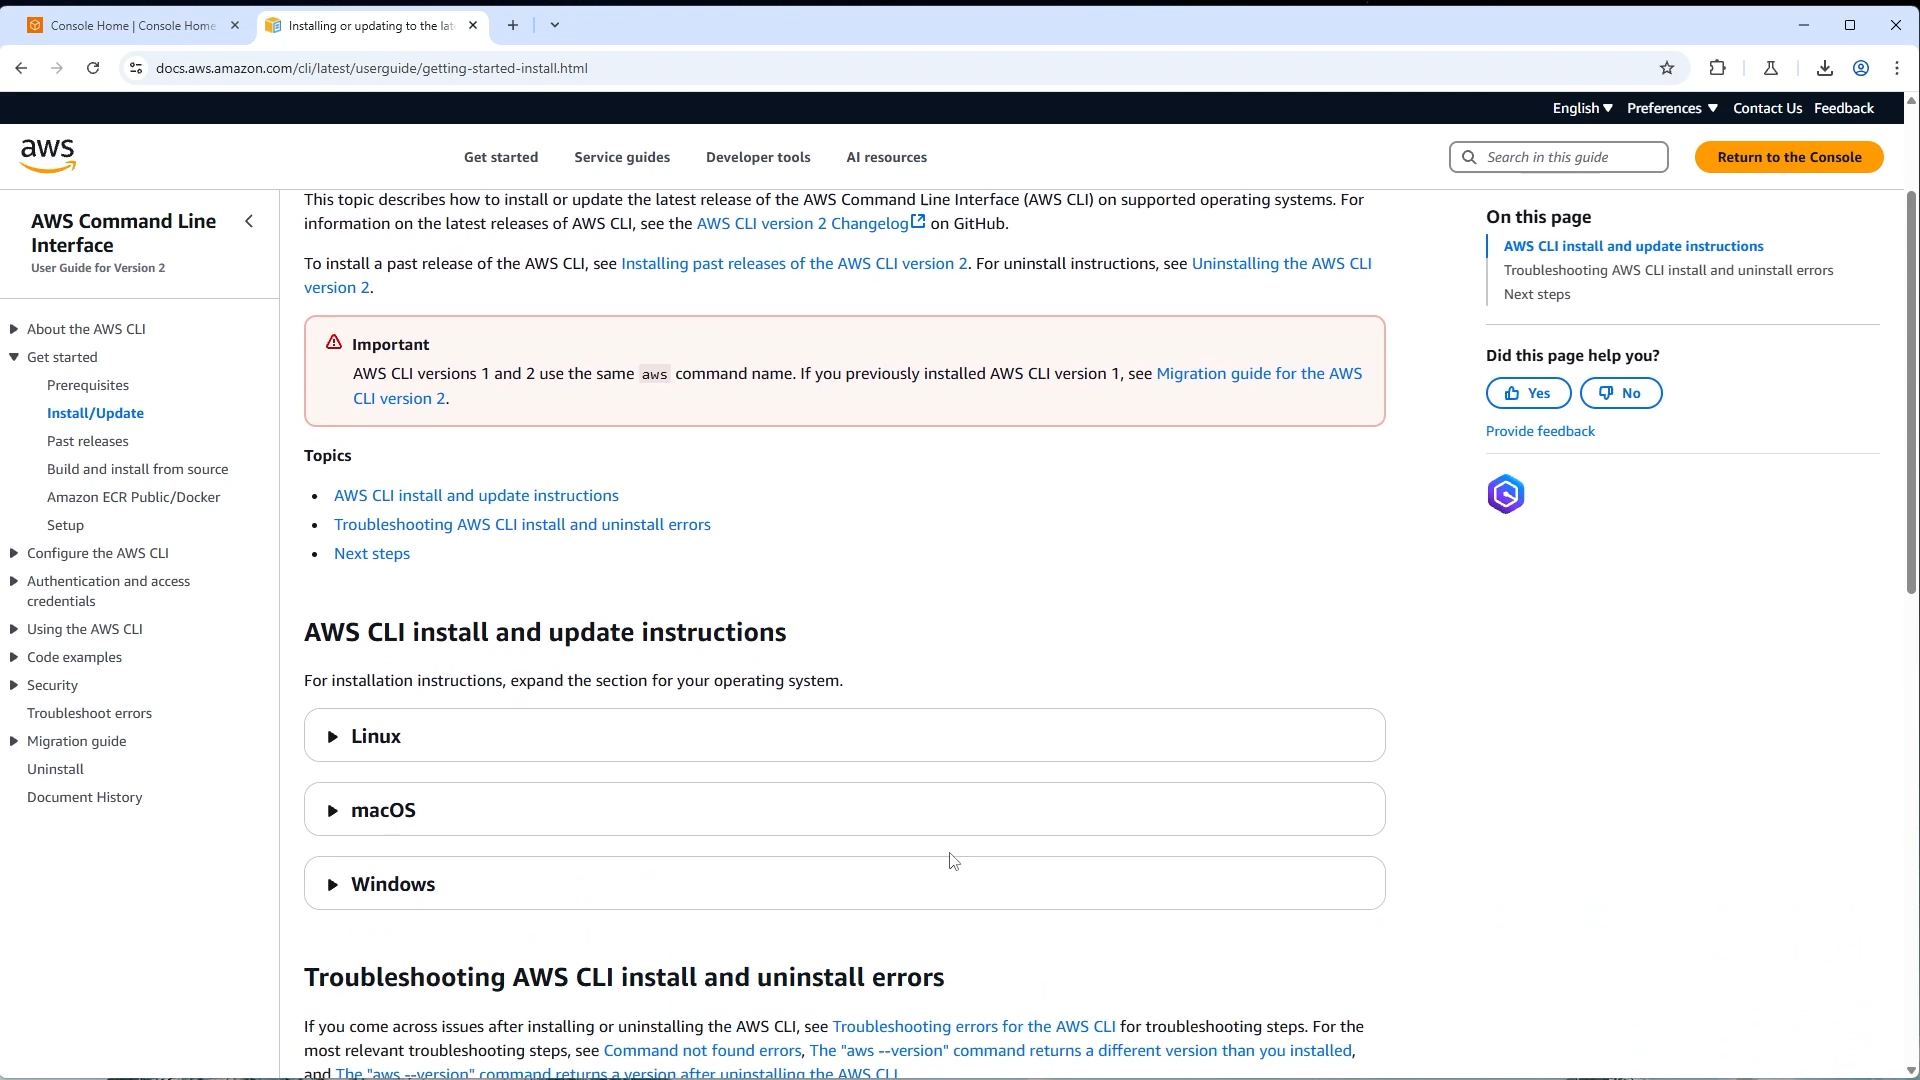 Console Home | Console Home
Installing or updating to the lat
docs.aws.amazon.com/cli/latest/userguide/getting-started-install.html
English
Preferences
Contact Us
Feedback
aws
Get started
Service guides
Developer tools
AI resources
Search in this guide
Return to the Console
AWS Command Line
Interface
User Guide for Version 2
About the AWS CLI
Get started
Prerequisites
Install/Update
Past releases
Build and install from source
Amazon ECR Public/Docker
Setup
Configure the AWS CLI
Authentication and access
credentials
Using the AWS CLI
Code examples
Security
Troubleshoot errors
Migration guide
Uninstall
Document History
This topic describes how to install or update the latest release of the AWS Command Line Interface (AWS CLI) on supported operating systems. For
information on the latest releases of AWS CLI, see the AWS CLI version 2 Changelog on GitHub.
To install a past release of the AWS CLI, see Installing past releases of the AWS CLI version 2. For uninstall instructions, see Uninstalling the AWS CLI
version 2.
Important
AWS CLI versions 1 and 2 use the same aws command name. If you previously installed AWS CLI version 1, see Migration guide for the AWS
CLI version 2.
Topics
• AWS CLI install and update instructions
• Troubleshooting AWS CLI install and uninstall errors
• Next steps
AWS CLI install and update instructions
For installation instructions, expand the section for your operating system.
Linux
macOS
Windows
Troubleshooting AWS CLI install and uninstall errors
If you come across issues after installing or uninstalling the AWS CLI, see Troubleshooting errors for the AWS CLI for troubleshooting steps. For the
most relevant troubleshooting steps, see Command not found errors, The "aws --version" command returns a different version than you installed,
and The "aws --version" command returns a version after uninstalling the AWS CLI.
On this page
AWS CLI install and update instructions
Troubleshooting AWS CLI install and uninstall errors
Next steps
Did this page help you?
Yes
No
Provide feedback